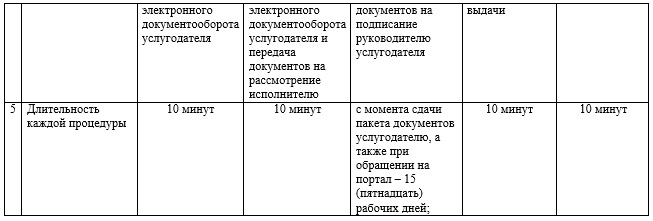 электронного
документооборота
услугодателя
электронного
документооборота
услугодателя и
передача
документов на
рассмотрение
исполнителю
документов на
подписание
руководителю
услугодателя
выдачи
5
Длительность
каждой процедуры
10 минут
10 минут
с момента сдачи
пакета документов
услугодателю, а
также при
обращении на
портал – 15
(пятнадцать)
рабочих дней;
10 минут
10 минут